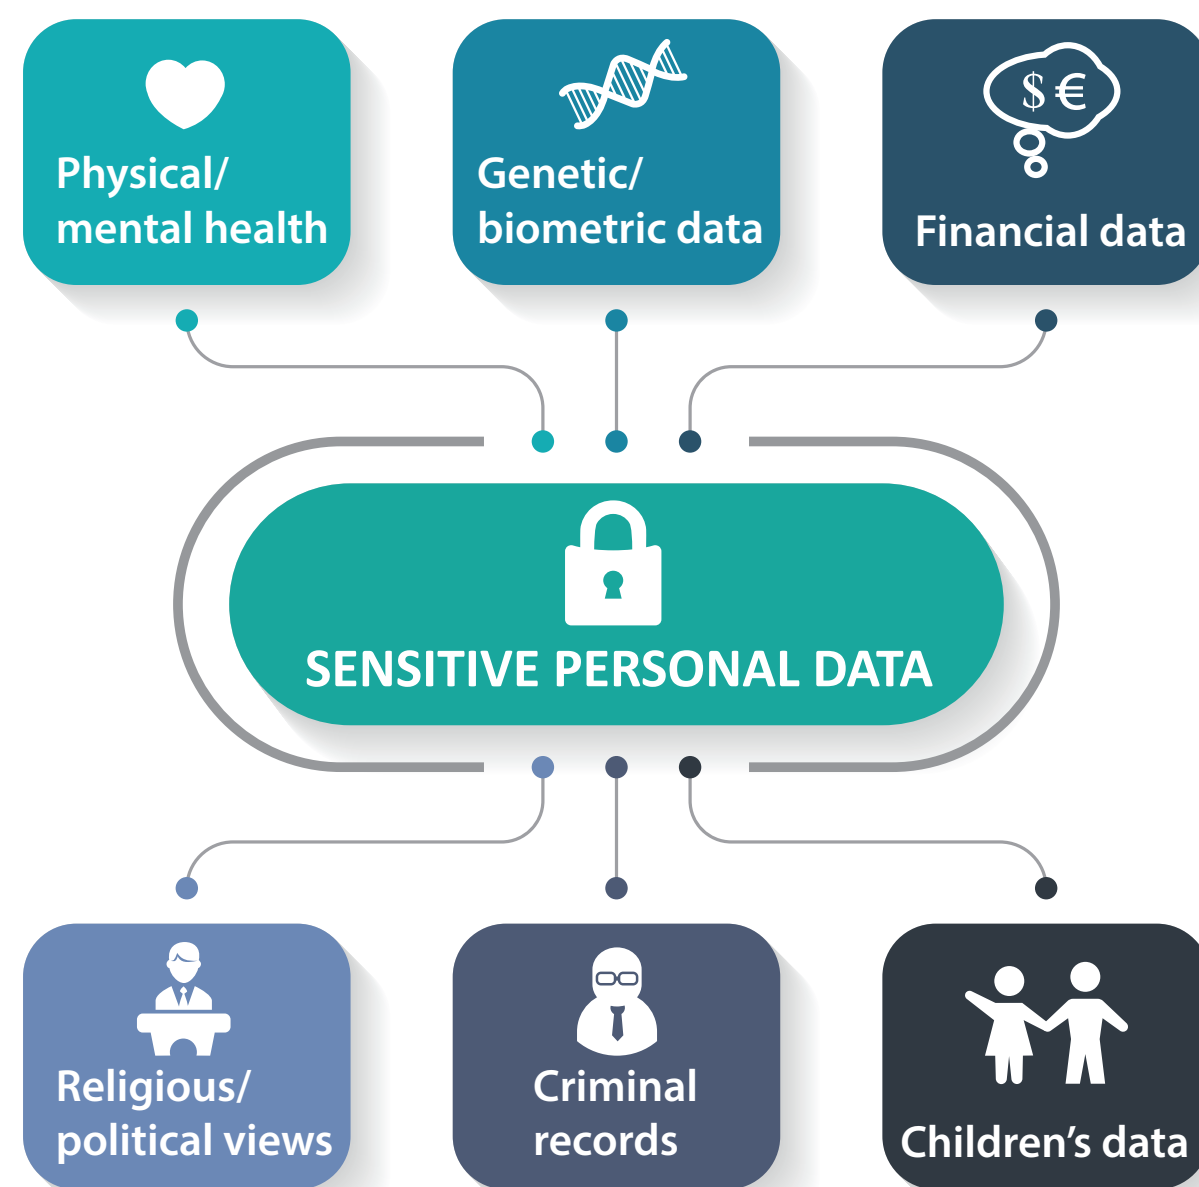 Physical/
mental health
Genetic/
biometric data
$ €
Financial data
SENSITIVE PERSONAL DATA
Religious/
political views
Criminal
records
Children’s data